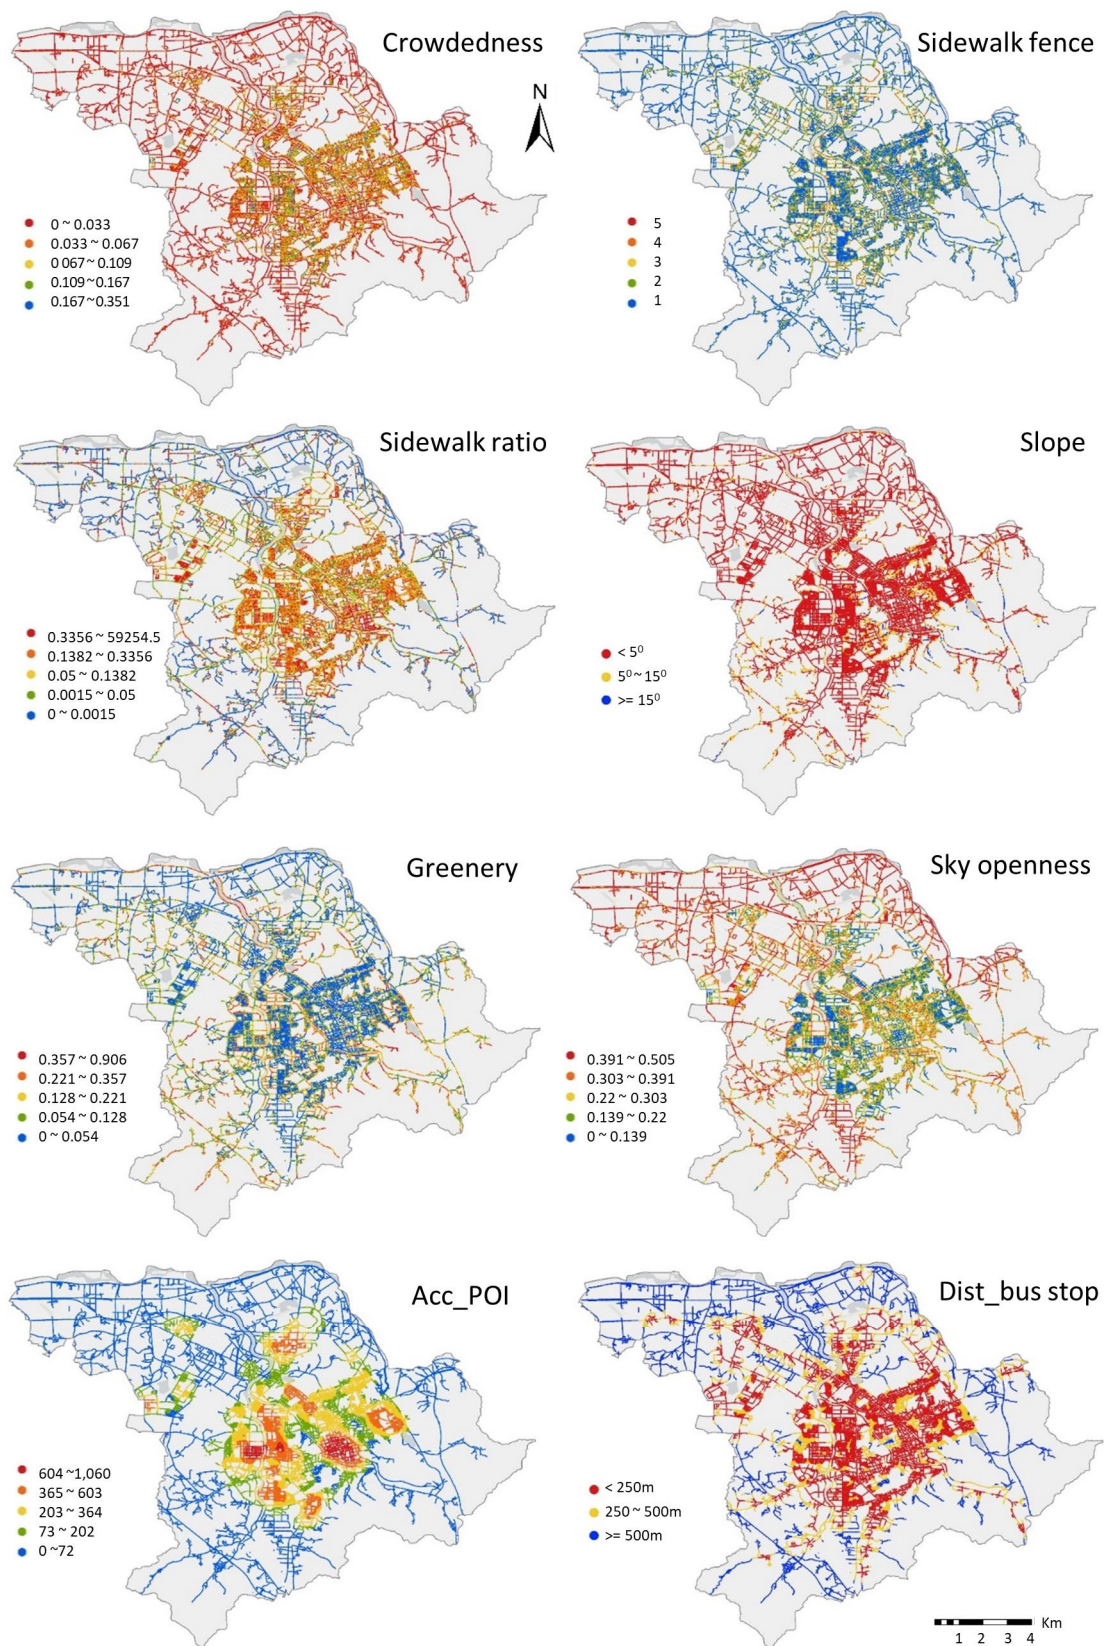 Crowdedness
N
0 ~ 0.033
0.033 ~ 0.067
0 067 ~ 0.109
0.109 ~ 0.167
0.167 ~ 0.351
Sidewalk fence
5
4
3
2
1
Sidewalk ratio
0.3356 ~ 59254.5
0.1382 ~ 0.3356
0.05 ~ 0.1382
0.0015 ~ 0.05
0 ~ 0.0015
Slope
< 5⁰
5⁰ ~ 15⁰
>= 15⁰
Greenery
0.357 ~ 0.906
0.221 ~ 0.357
0.128 ~ 0.221
0.054 ~ 0.128
0 ~ 0.054
Sky openness
0.391 ~ 0.505
0.303 ~ 0.391
0.22 ~ 0.303
0.139 ~ 0.22
0 ~ 0.139
Acc_POI
604 ~1,060
365 ~ 603
203 ~ 364
73 ~ 202
0 ~72
Dist_bus stop
< 250m
250 ~ 500m
>= 500m
Km
1 2 3 4